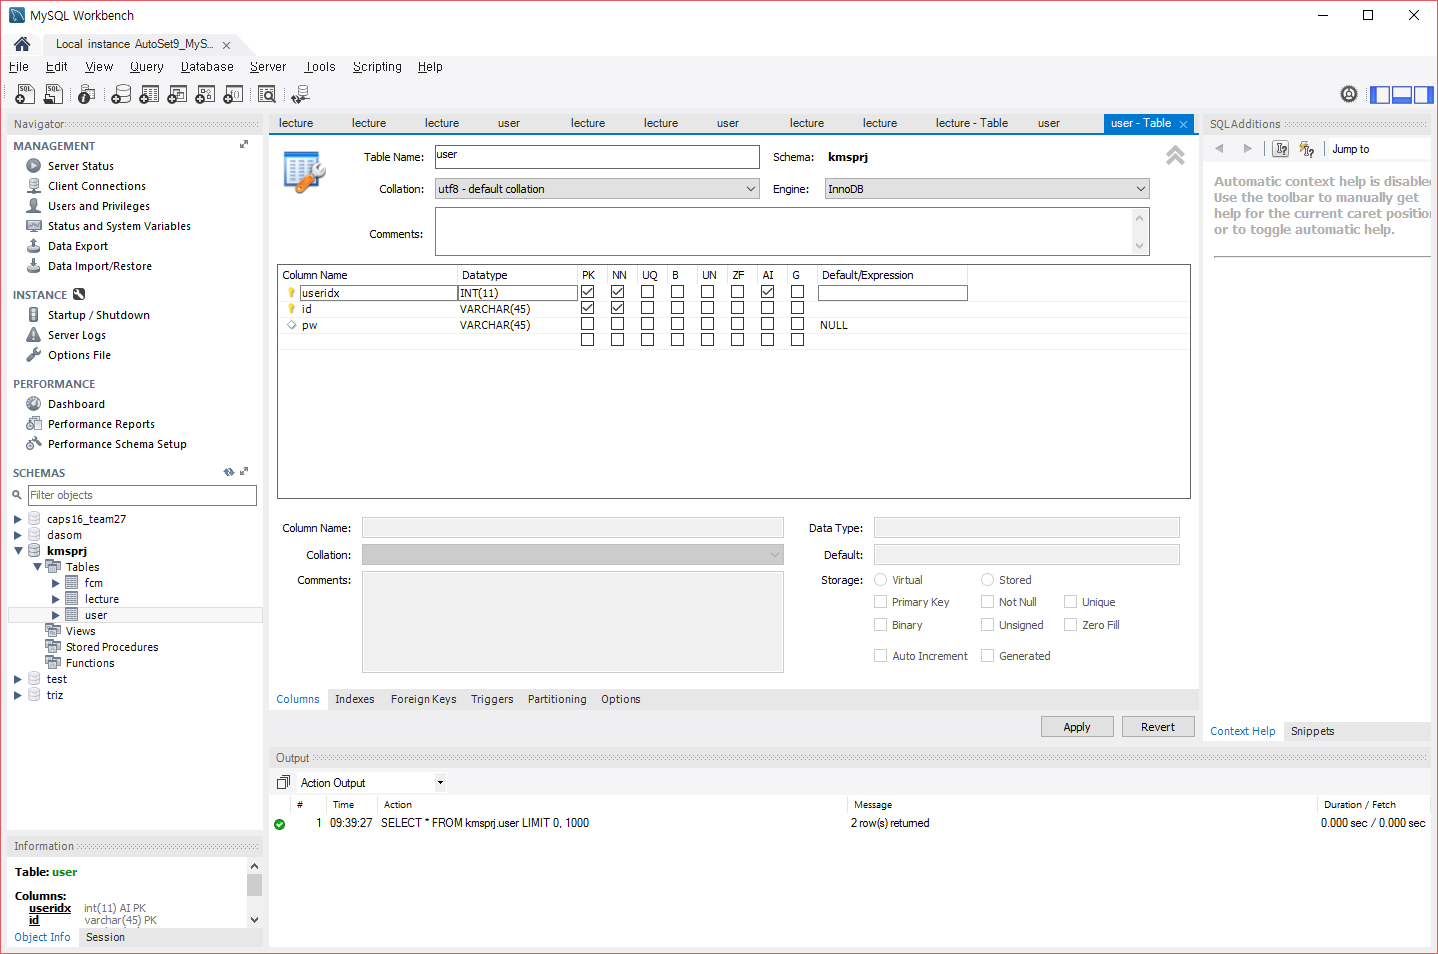 MySQL Workbench
Local instance AutoSet9_MyS...
File Edit View Query Database Server Tools Scripting Help
Navigator
MANAGEMENT
Server Status
Client Connections
Users and Privileges
Status and System Variables
Data Export
Data Import/Restore
INSTANCE
Startup / Shutdown
Server Logs
Options File
PERFORMANCE
Dashboard
Performance Reports
Performance Schema Setup
SCHEMAS
Filter objects
caps16_team27
dasom
kmsprj
Tables
fcm
lecture
user
Views
Stored Procedures
Functions
test
triz
Information
Table: user
Columns:
useridx int(11) AI PK
id varchar(45) PK
Object Info Session
lecture lecture lecture user lecture lecture user lecture lecture lecture - Table user user - Table
Table Name: user Schema: kmsprj
Collation: utf8 - default collation Engine: InnoDB
Comments:
Column Name Datatype PK NN UQ B UN ZF AI G Default/Expression
useridx INT(11)
id VARCHAR(45)
pw VARCHAR(45) NULL
Column Name: Data Type:
Collation: Default:
Comments: Storage: Virtual Stored
Primary Key Not Null Unique
Binary Unsigned Zero Fill
Auto Increment Generated
Columns Indexes Foreign Keys Triggers Partitioning Options
Apply Revert
SQLAdditions
Jump to
Automatic context help is disabled
Use the toolbar to manually get
help for the current caret position
or to toggle automatic help.
Context Help Snippets
Output
Action Output
# Time Action Message Duration / Fetch
1 09:39:27 SELECT * FROM kmsprj.user LIMIT 0, 1000 2 row(s) returned 0.000 sec / 0.000 sec